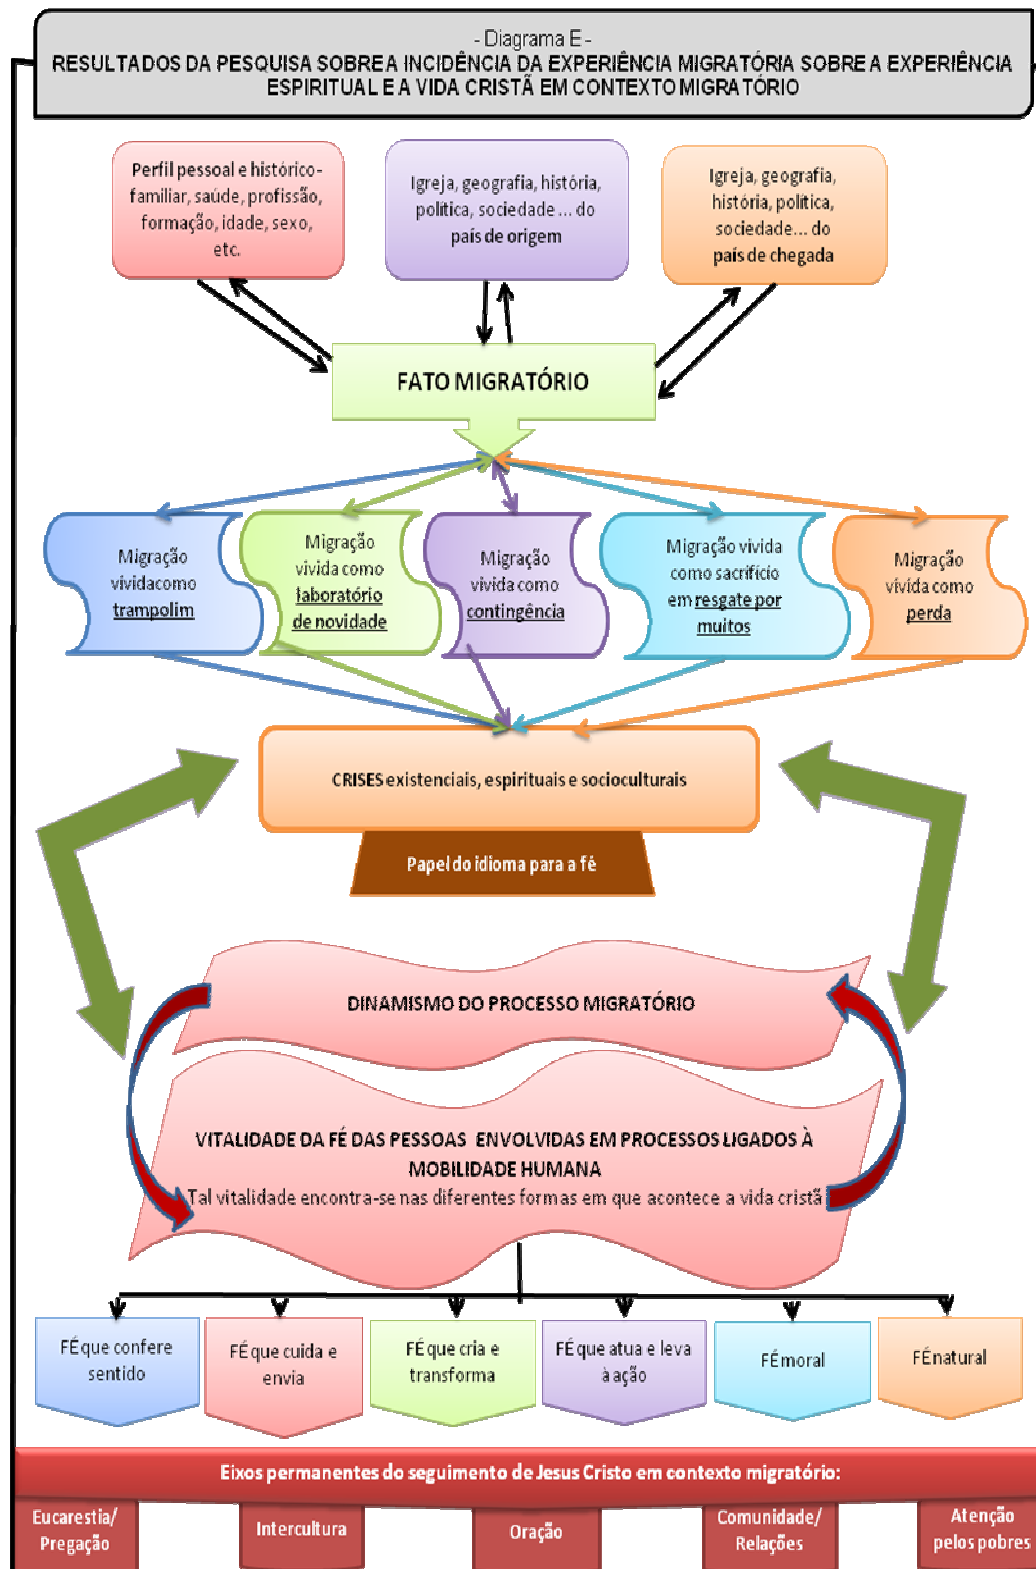 - Diagrama E -
RESULTADOS DA PESQUISA SOBRE A INCIDÊNCIA DA EXPERIÊNCIA MIGRATÓRIA SOBRE A EXPERIÊNCIA
ESPIRITUAL E A VIDA CRISTÃ EM CONTEXTO MIGRATÓRIO
Perfil pessoal e histórico-
familiar, saúde, profissão,
formação, idade, sexo,
etc.
Igreja, geografia, história,
política, sociedade ... do
país de origem
Igreja, geografia,
história, política,
sociedade... do
país de chegada
FATO MIGRATÓRIO
Migração
vividacomo
trampolim
Migração
vivida como
laboratório
de novidade
Migração
vivida como
contingência
Migração vivida
como sacrifício
em resgate por
muitos
Migração
vivida como
perda
CRISES existenciais, espirituais e socioculturais
Papel do idioma para a fé
DINAMISMO DO PROCESSO MIGRATÓRIO
VITALIDADE DA FÉ DAS PESSOAS ENVOLVIDAS EM PROCESSOS LIGADOS À
MOBILIDADE HUMANA
Tal vitalidade encontra-se nas diferentes formas em que acontece a vida cristã
FÉ que confere
sentido
FÉ que cuida e
envia
FÉ que cria e
transforma
FÉ que atua e leva
à ação
FÉ moral
FÉ natural
Eixos permanentes do seguimento de Jesus Cristo em contexto migratório:
Eucarestia/
Pregação
Intercultura
Oração
Comunidade/
Relações
Atenção
pelos pobres